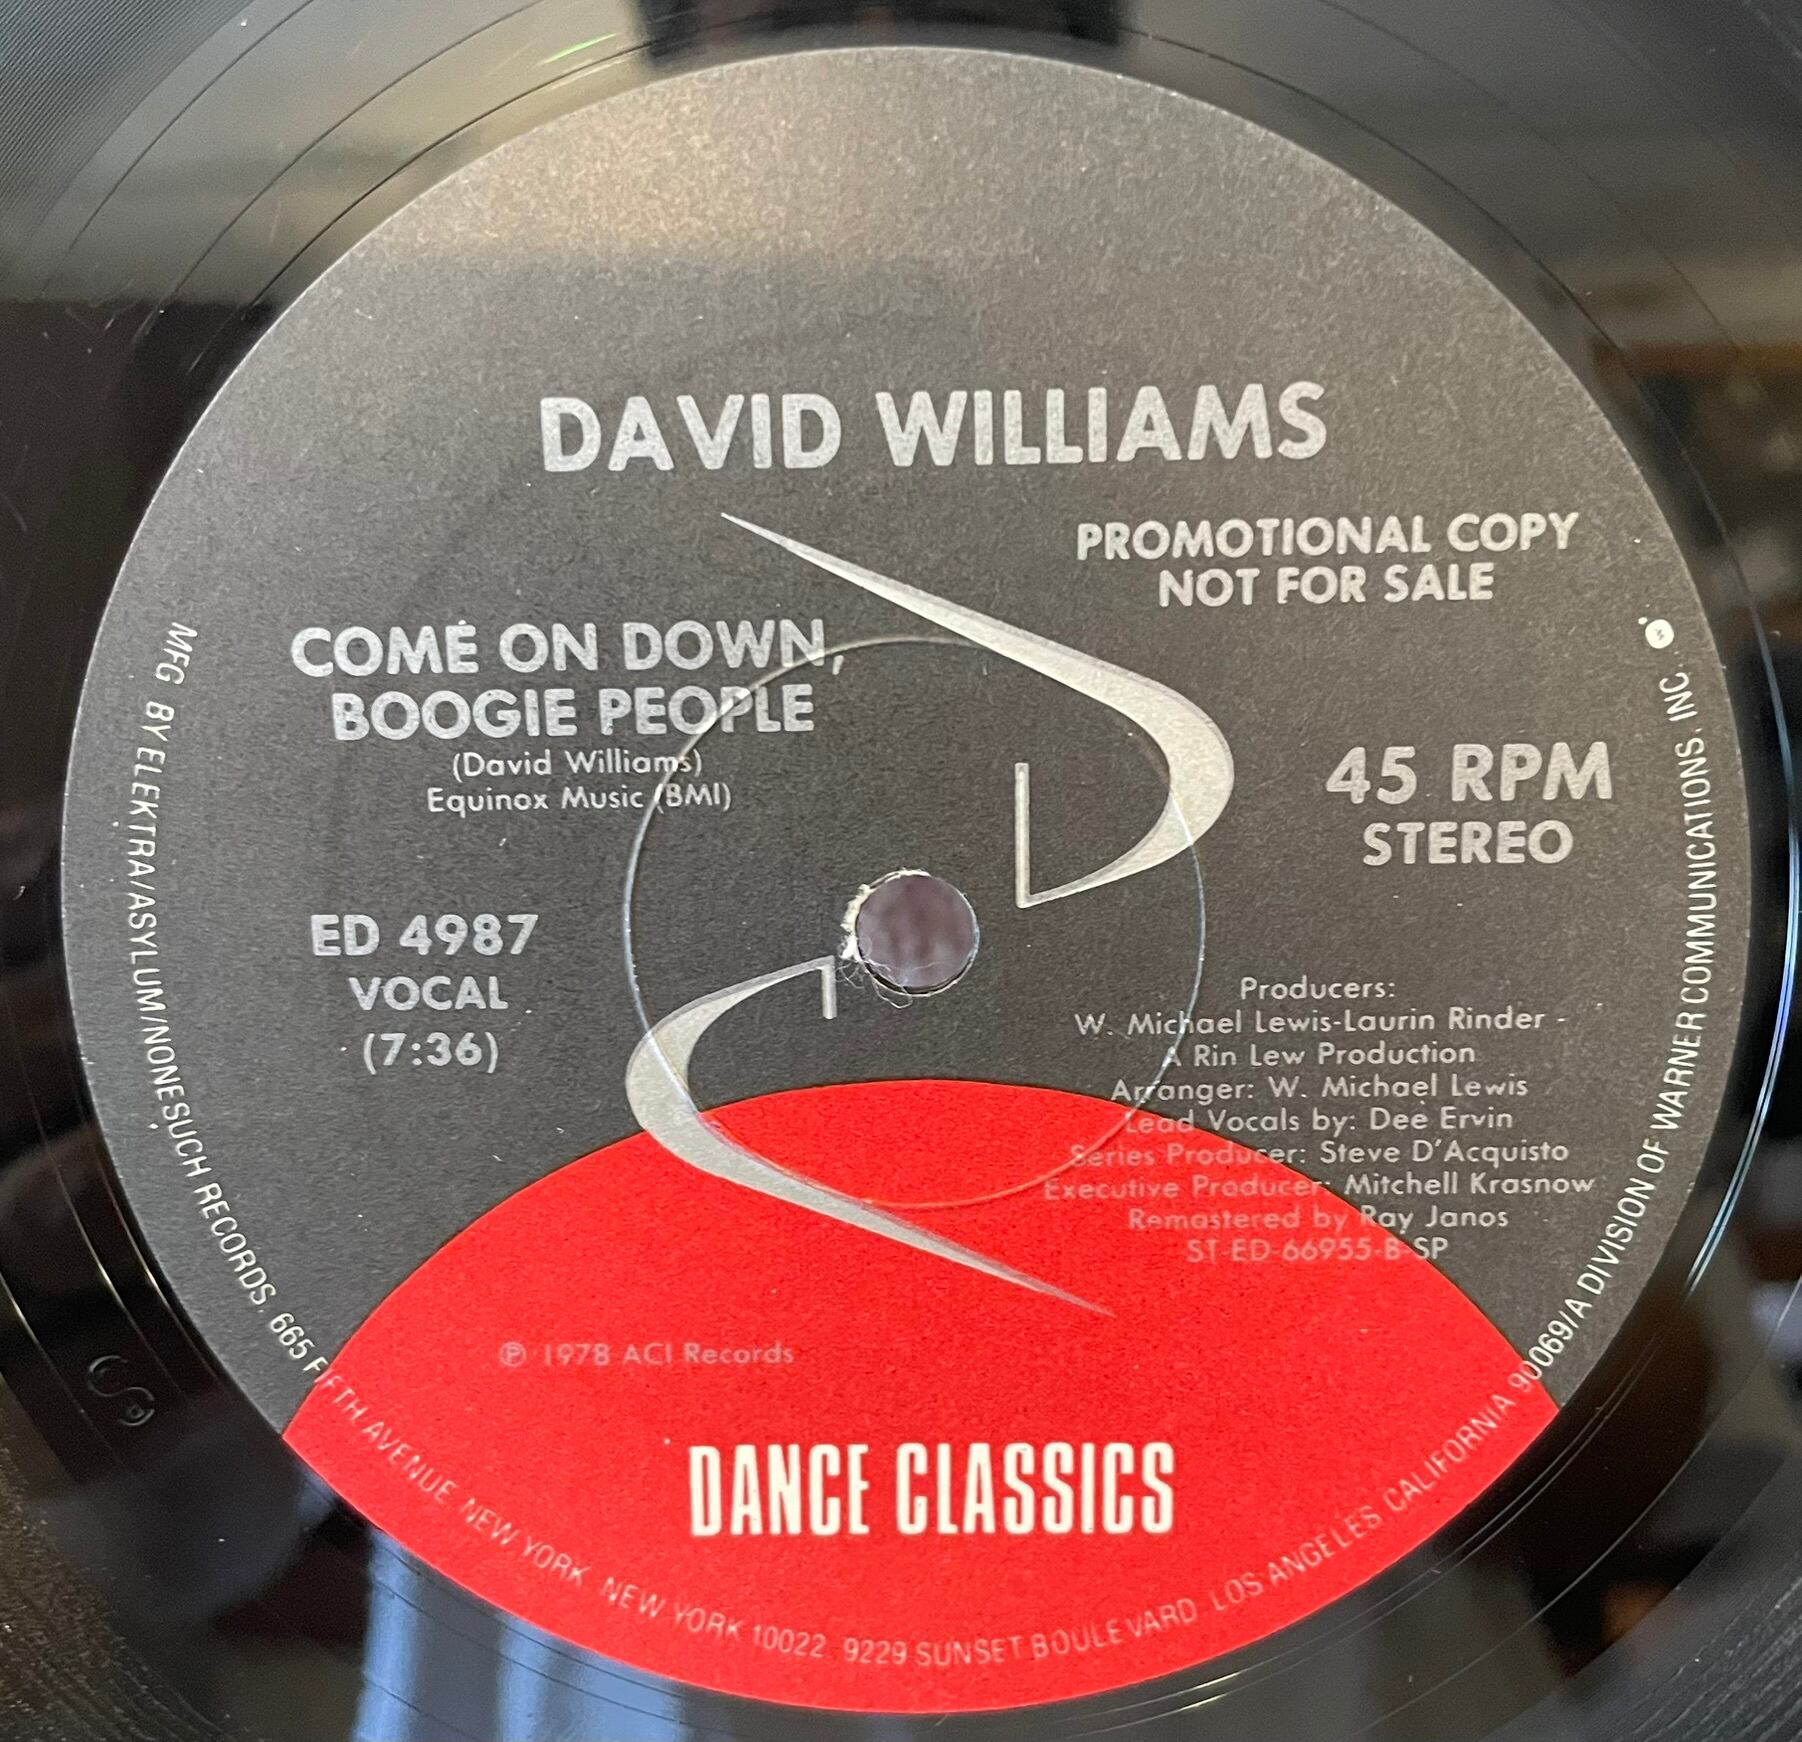 DAVID WILLIAMS
PROMOTIONAL COPY
NOT FOR SALE
COME ON DOWN,
BOOGIE PEOPLE
(David Williams)
Equinox Music (BMI)
45 RPM
STEREO
ED 4987
VOCAL
(7:36)
Producers:
W. Michael Lewis-Laurin Rinder -
A Rin Lew Production
Arranger: W. Michael Lewis
Lead Vocals by: Dee Ervin
Series Producer: Steve D'Acquisto
Executive Producer: Mitchell Krasnow
Remastered by Ray Janos
ST-ED-66955-B-SP
℗ 1978 ACI Records
DANCE CLASSICS
MFG BY ELEKTRA/ASYLUM/NONESUCH RECORDS, 665 FIFTH AVENUE NEW YORK NEW YORK 10022. 9229 SUNSET BOULEVARD LOS ANGELES CALIFORNIA 90069/A DIVISION OF WARNER COMMUNICATIONS, INC.